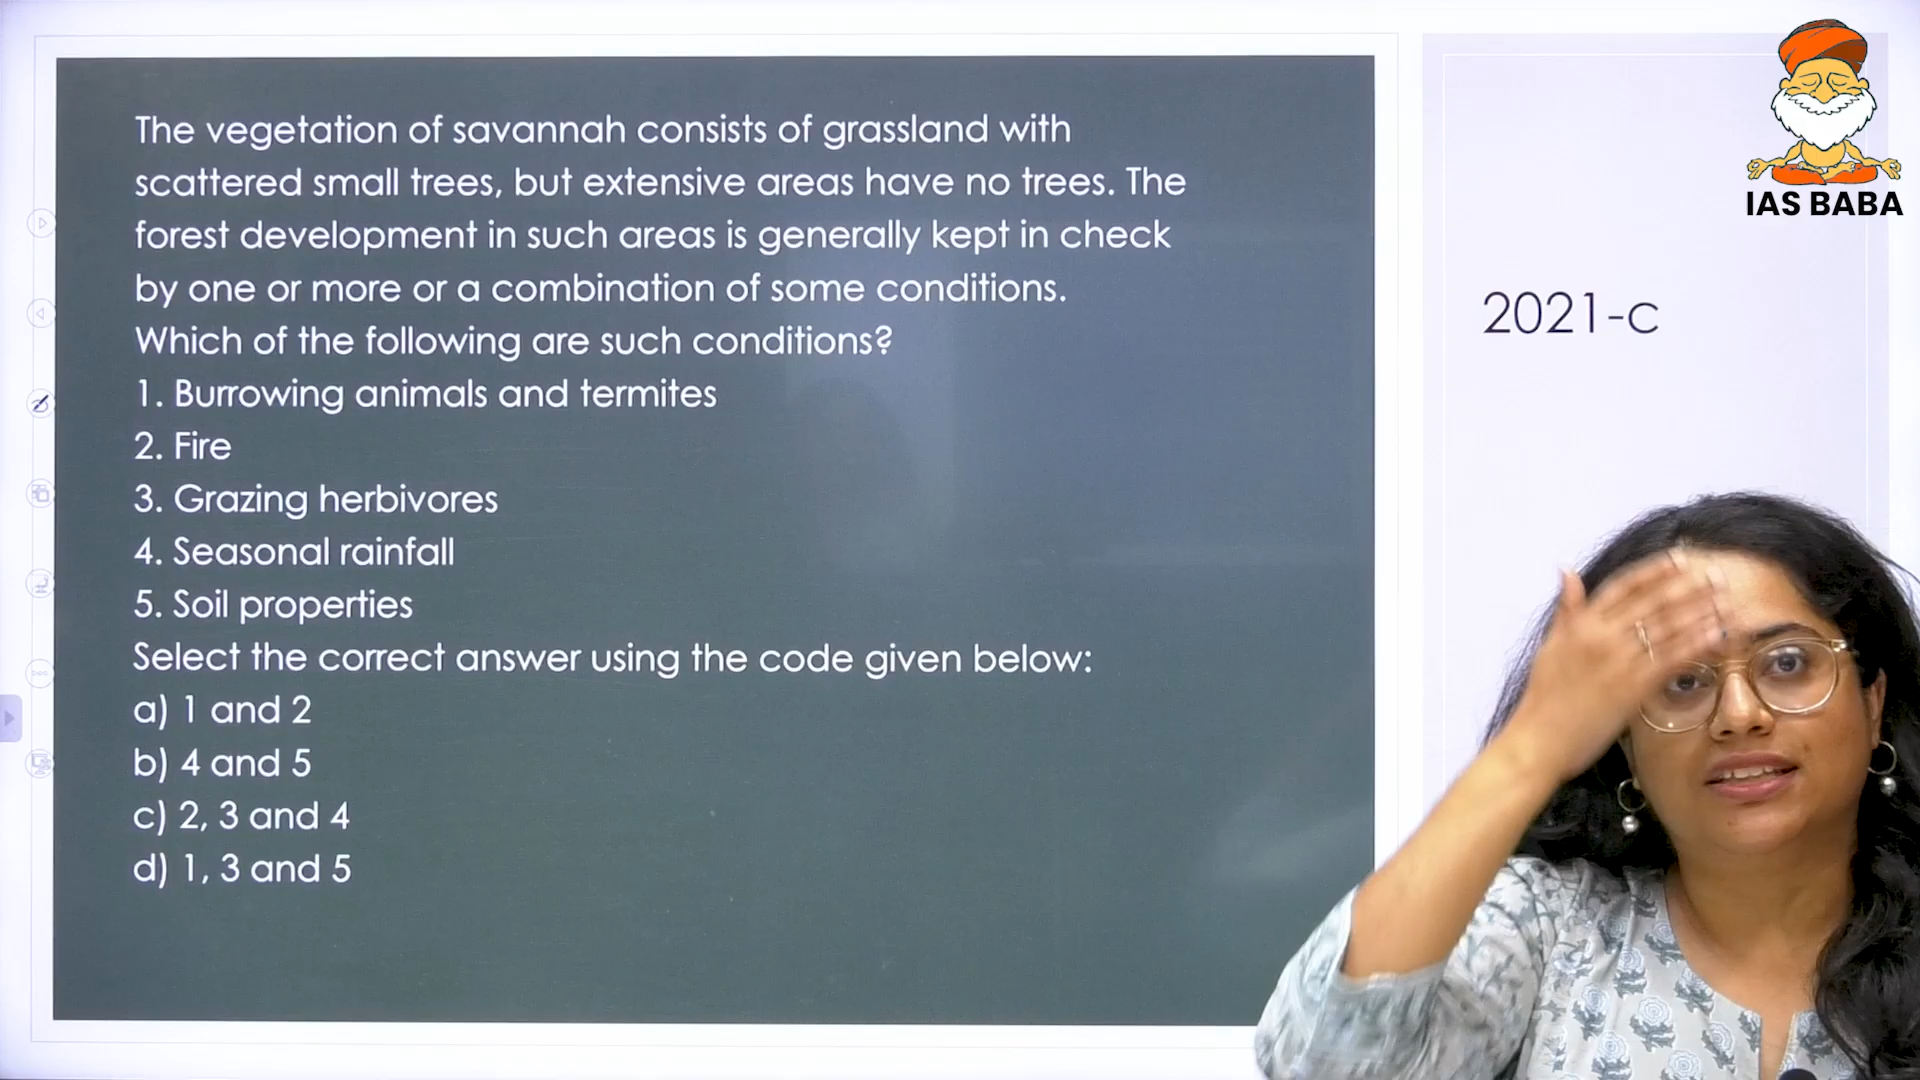 The vegetation of savannah consists of grassland with
scattered small trees, but extensive areas have no trees. The
forest development in such areas is generally kept in check
by one or more or a combination of some conditions.
Which of the following are such conditions?
1. Burrowing animals and termites
2. Fire
3. Grazing herbivores
4. Seasonal rainfall
5. Soil properties
Select the correct answer using the code given below:
a) 1 and 2
b) 4 and 5
c) 2, 3 and 4
d) 1, 3 and 5
2021-c
IAS BABA